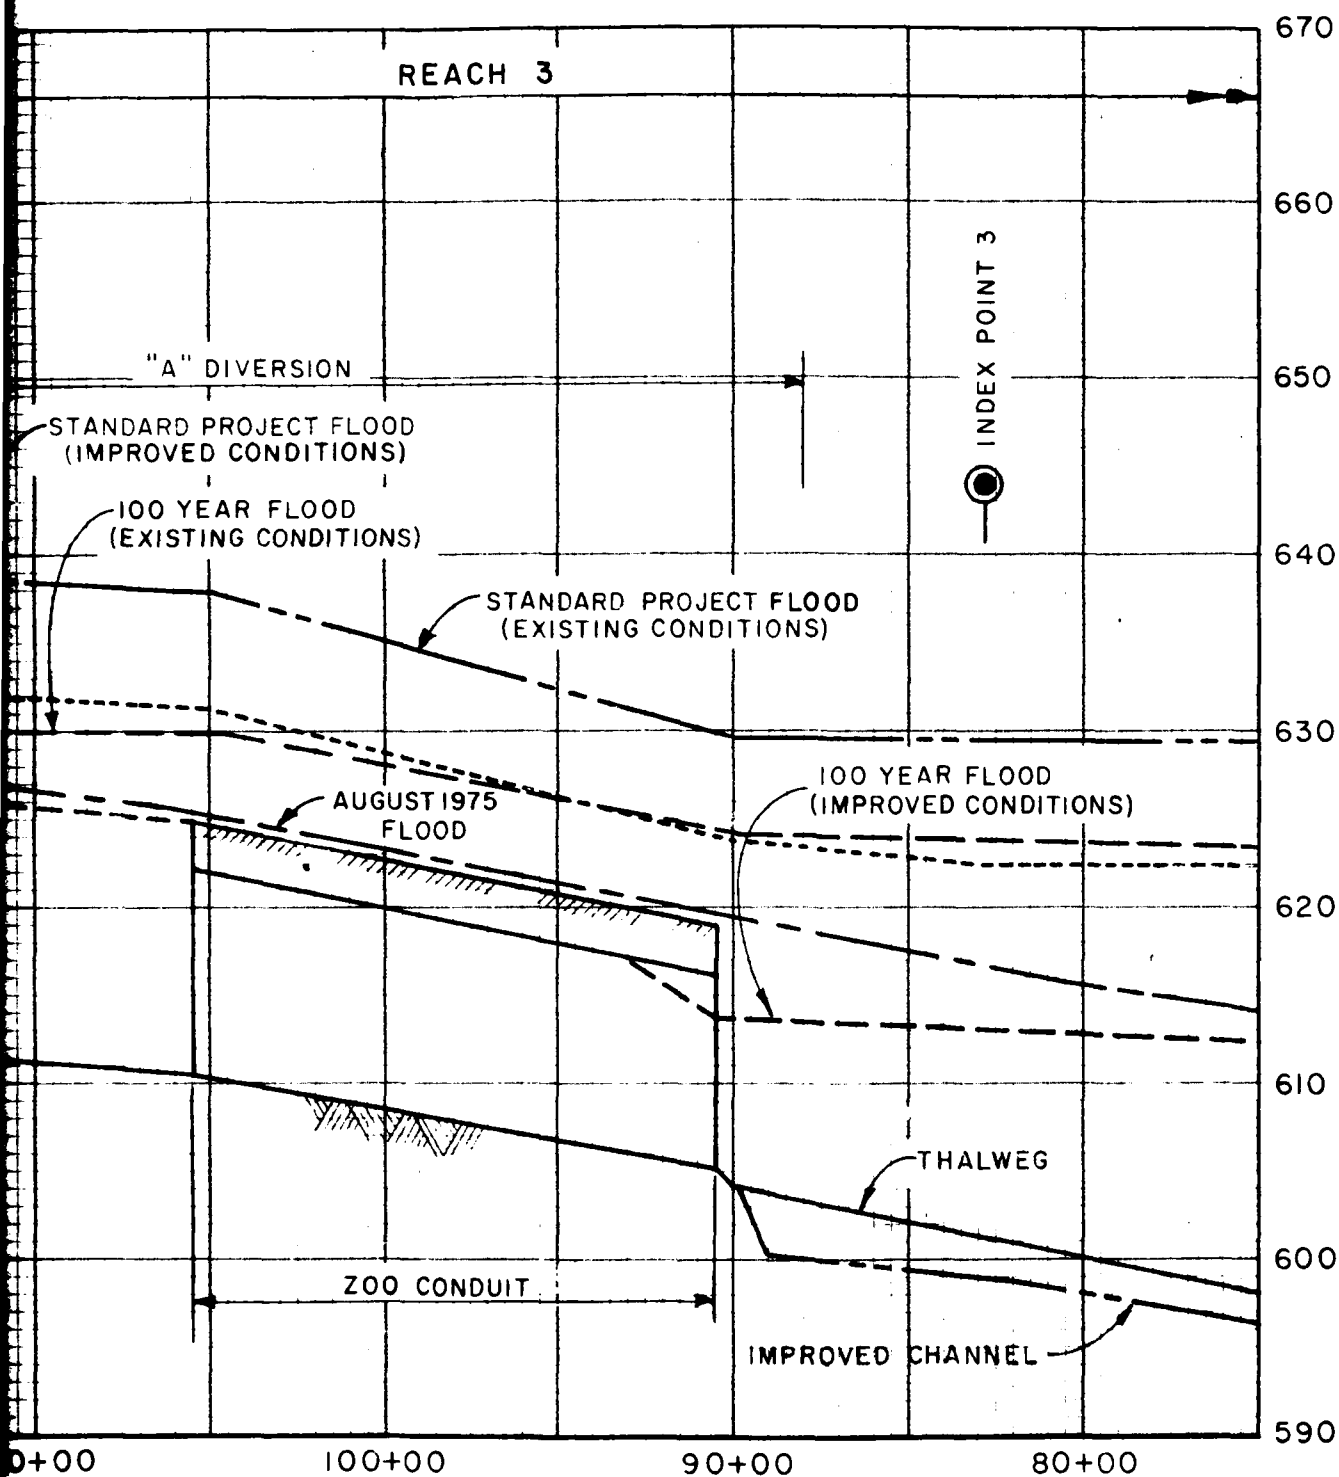 670
REACH 3
660
INDEX POINT 3
"A" DIVERSION
650
STANDARD PROJECT FLOOD
(IMPROVED CONDITIONS)
100 YEAR FLOOD
(EXISTING CONDITIONS)
640
STANDARD PROJECT FLOOD
(EXISTING CONDITIONS)
630
100 YEAR FLOOD
(IMPROVED CONDITIONS)
AUGUST 1975
FLOOD
620
610
THALWEG
600
ZOO CONDUIT
IMPROVED CHANNEL
590
0+00 100+00 90+00 80+00